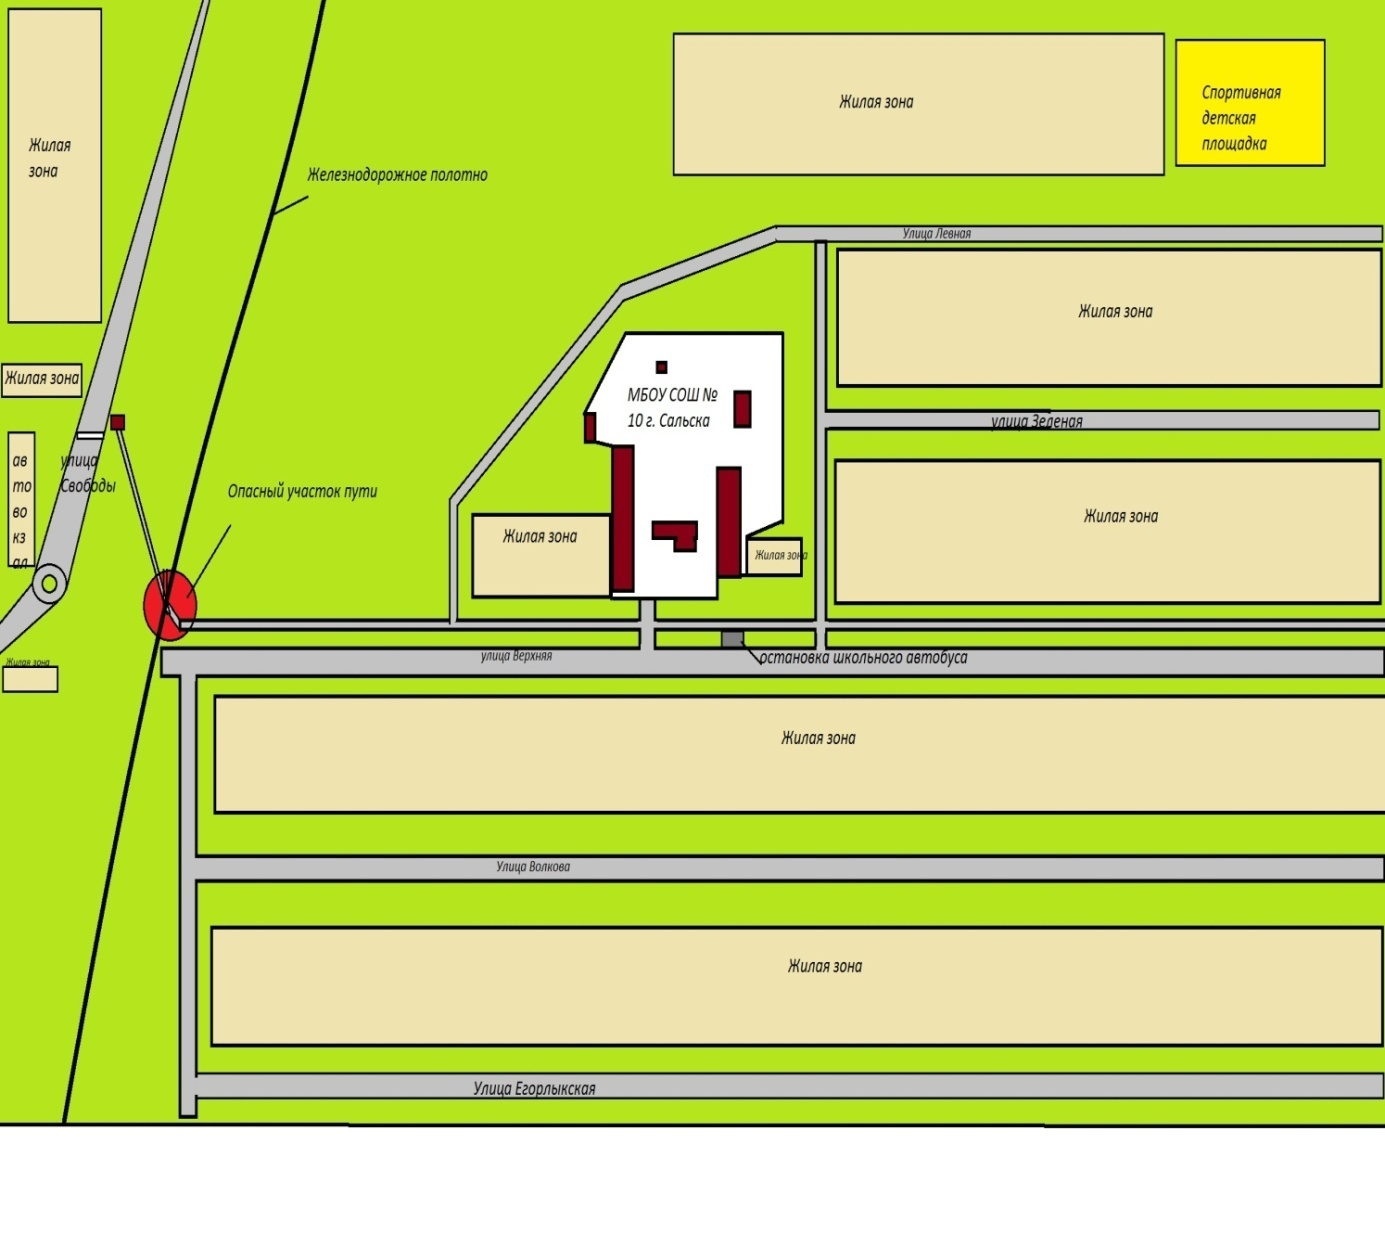 Жилая зона
Спортивная
детская
площадка
Жилая
зона
Железнодорожное полотно
Улица Левная
Жилая зона
Жилая зона
МБОУ СОШ №
10 г. Сальска
улица Зеленая
ав
то
во
кз
ал
улица
Свободы
Опасный участок пути
Жилая зона
Жилая зона
Жилая зона
Жилая зона
улица Верхняя
остановка школьного автобуса
Жилая зона
Улица Волкова
Жилая зона
Улица Егорлыкская